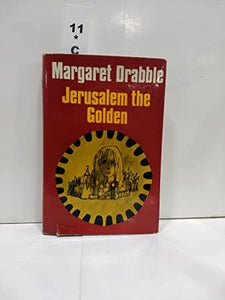 11
*
C
Margaret Drabble
Jerusalem the
Golden